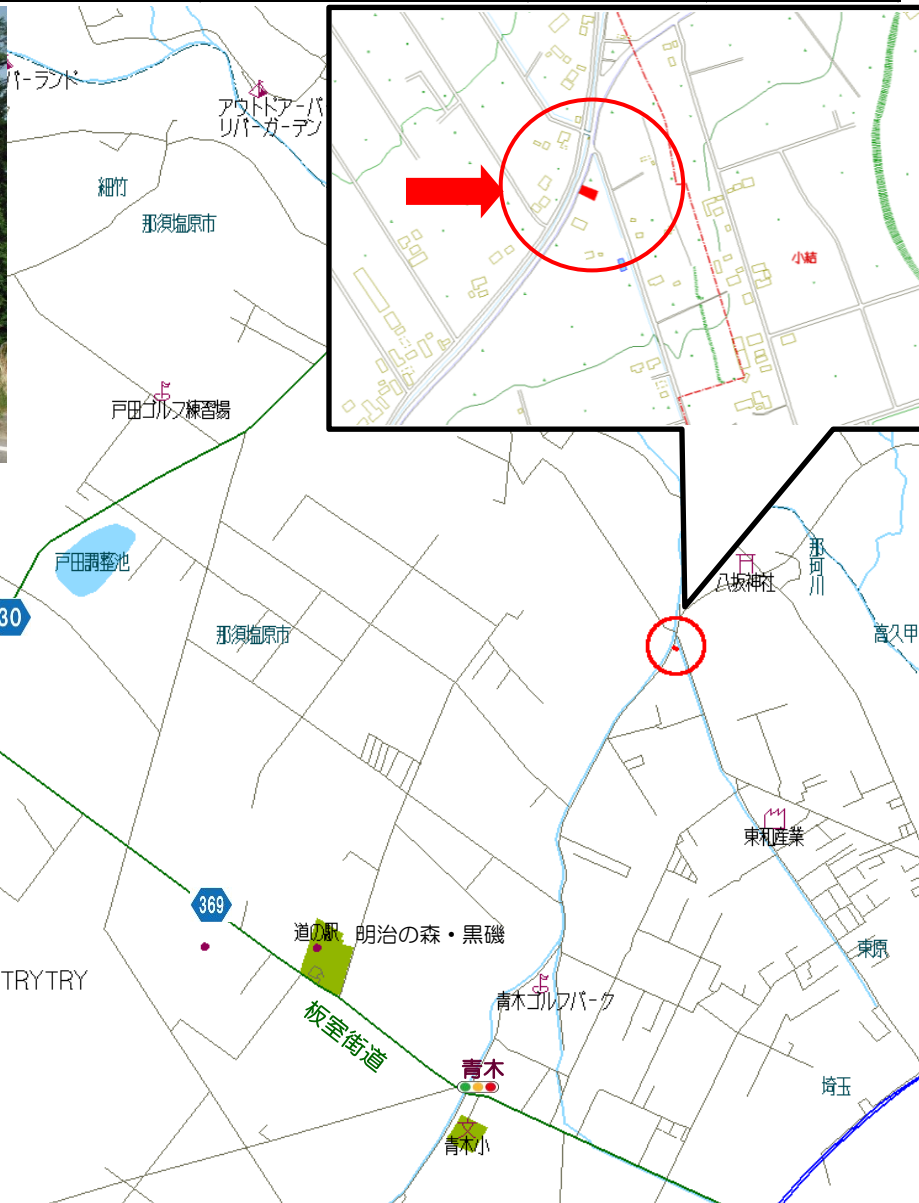 バーランド
アウトドアーパ
リバーガーデン
細竹
那須塩原市
小結
戸田ゴルフ練習場
戸田調整池
30
那須塩原市
八坂神社
那珂川
高久甲
東和産業
369
道の駅 明治の森・黒磯
TRYTRY
東原
青木ゴルフパーク
板室街道
青木
埼玉
青木小